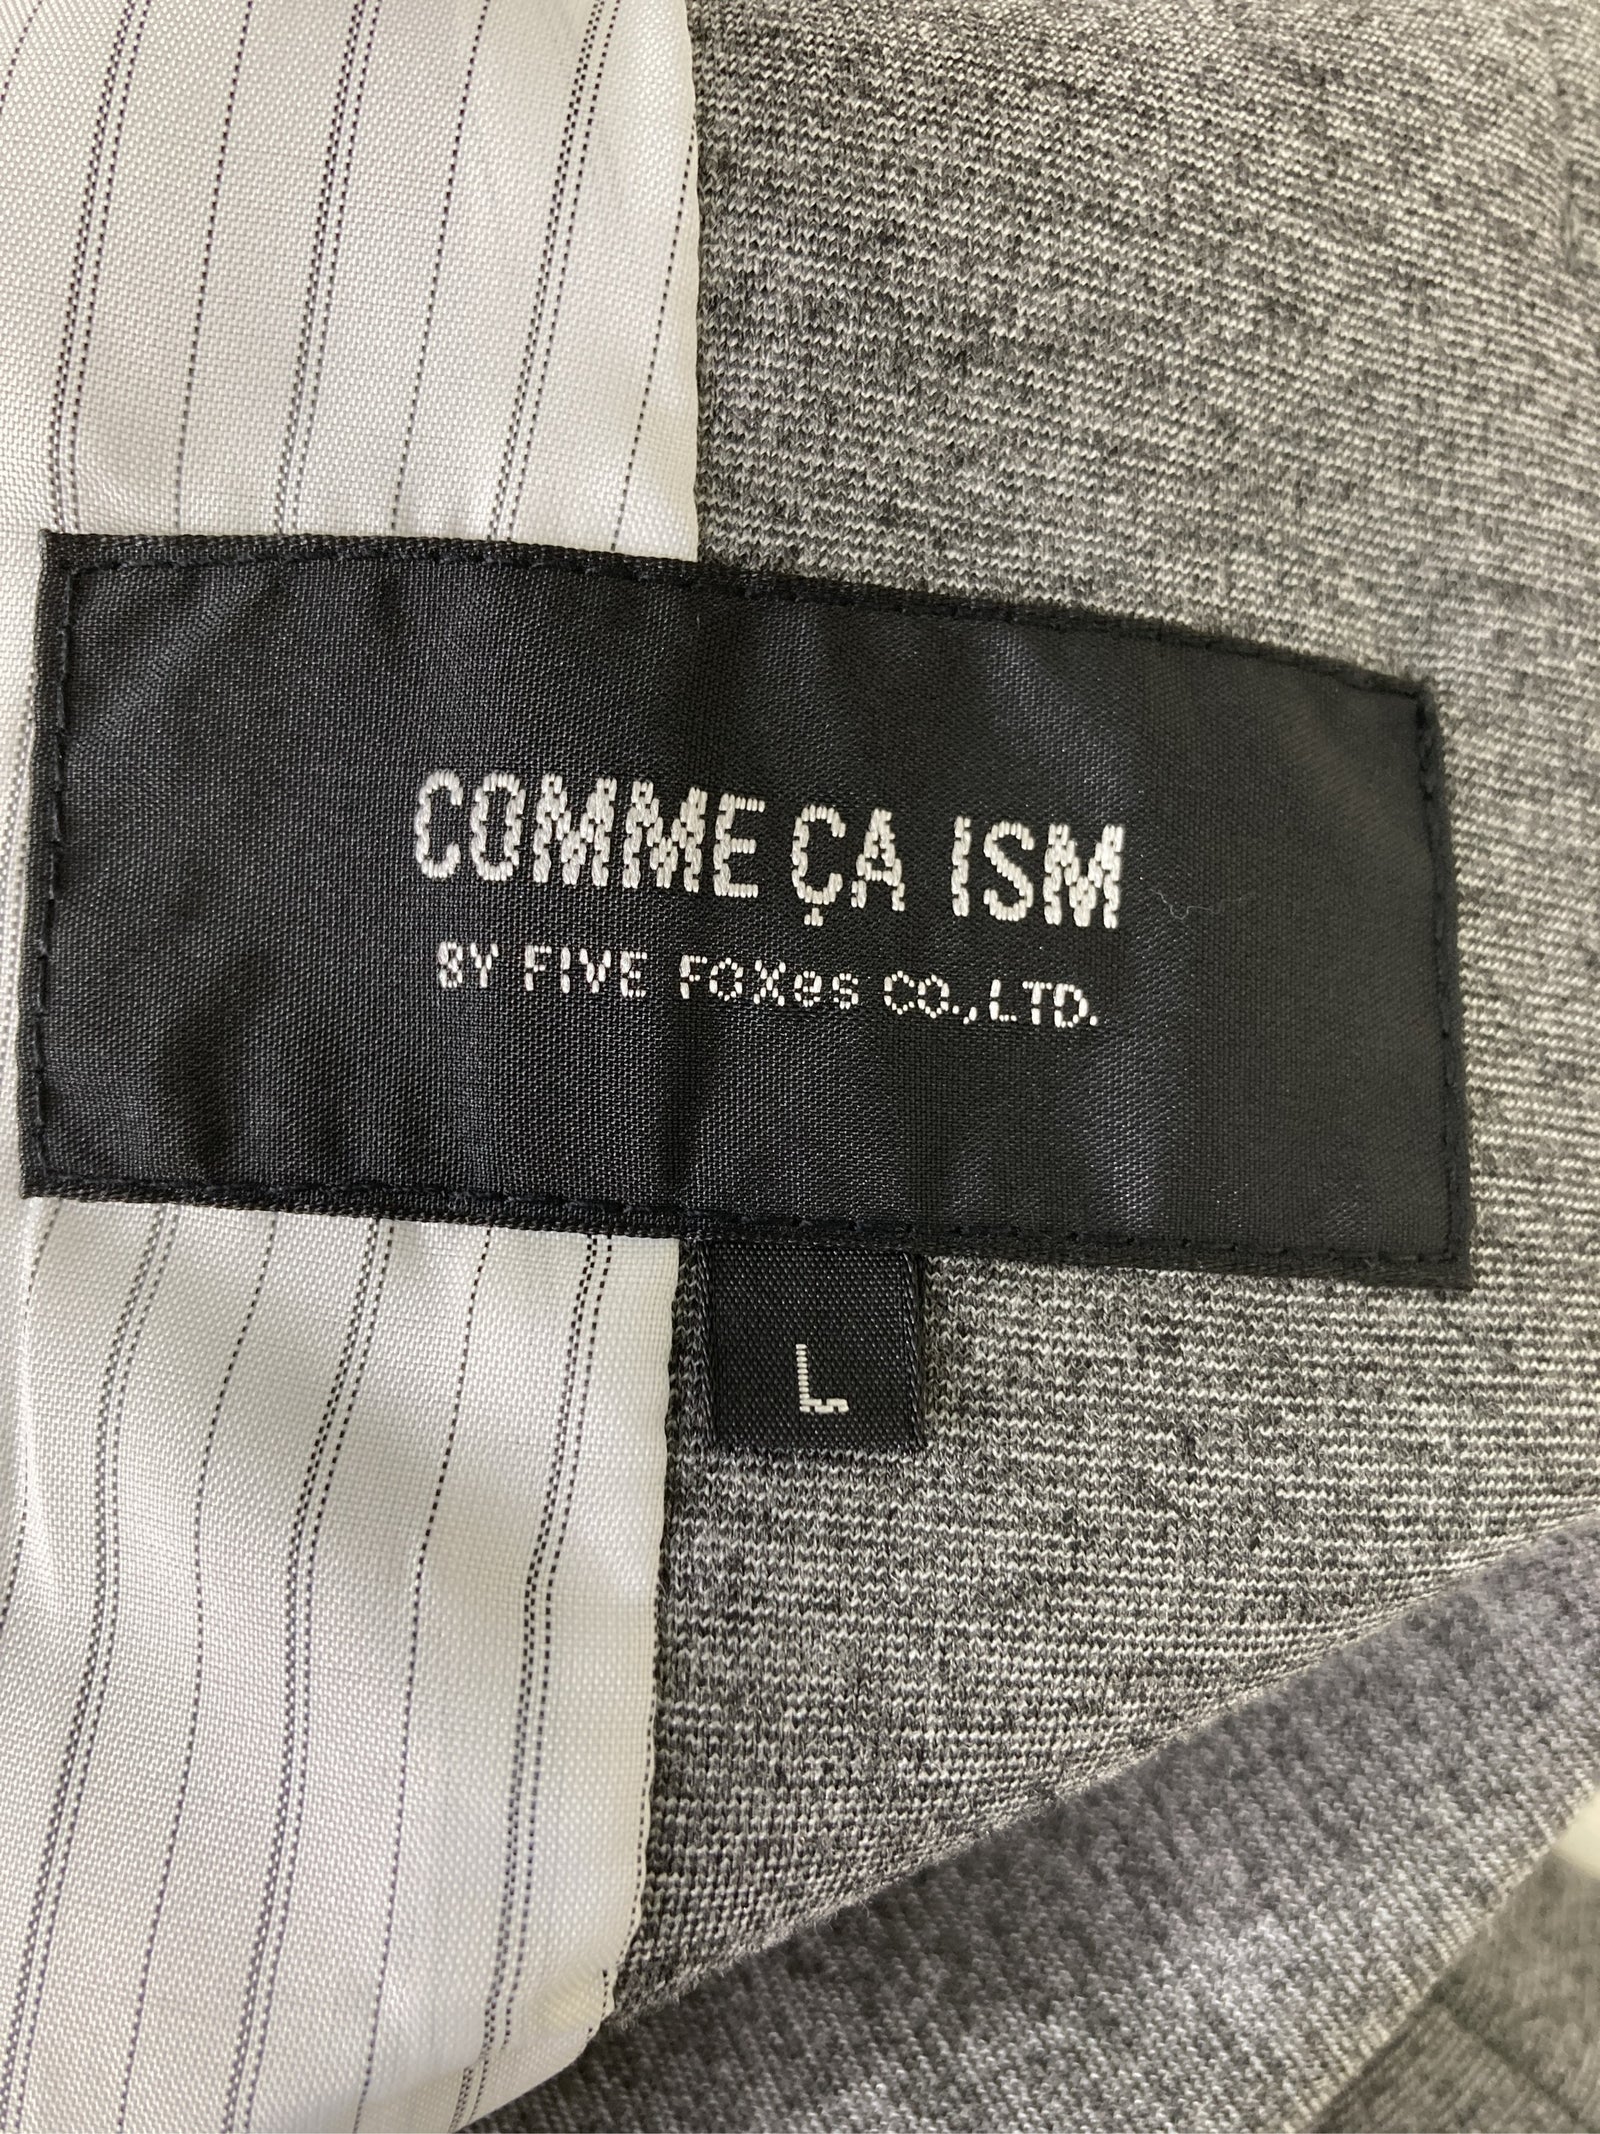 COMME ÇA ISM
BY FIVE FOXes CO.,LTD.
L